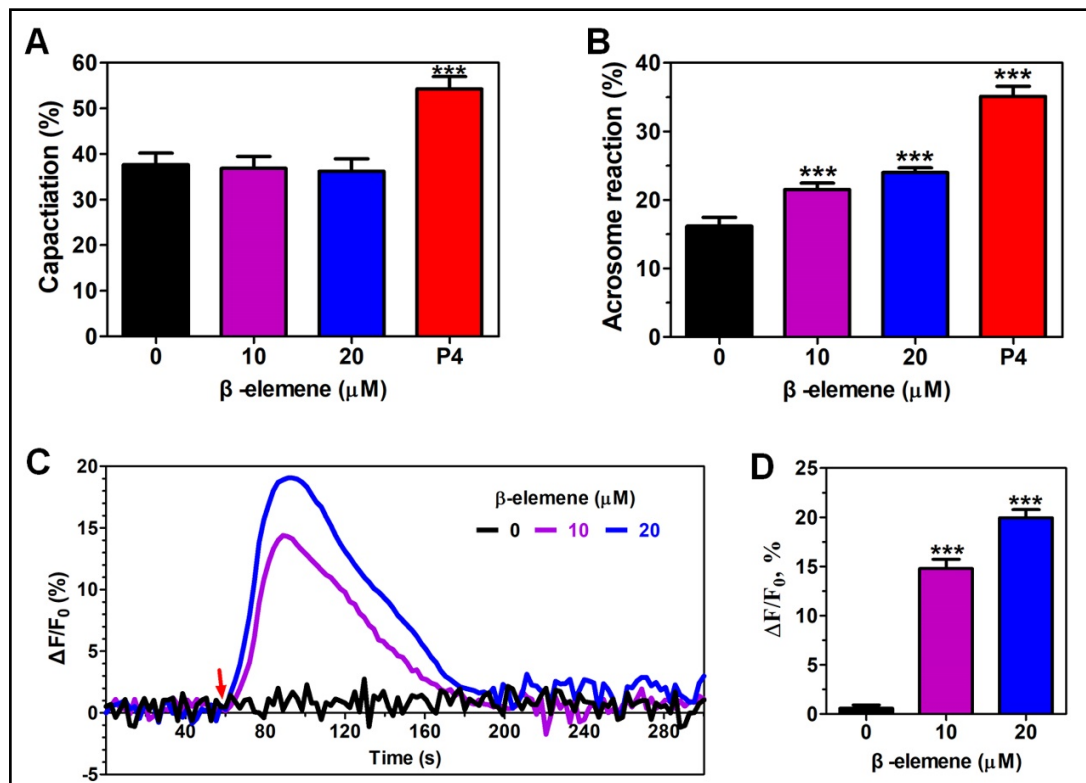 A
Capactiation (%)
60
50
40
30
20
10
0
***
0 10 20 P4
β -elemene (μM)
B
Acrosome reaction (%)
40
30
20
10
0
*** *** ***
0 10 20 P4
β -elemene (μM)
C
ΔF/F0 (%)
20
15
10
5
0
-5
β-elemene (μM)
0 10 20
80 120 160 200 240 280
Time (s)
D
ΔF/F0, %
25
20
15
10
5
0
*** ***
0 10 20
β -elemene (μM)